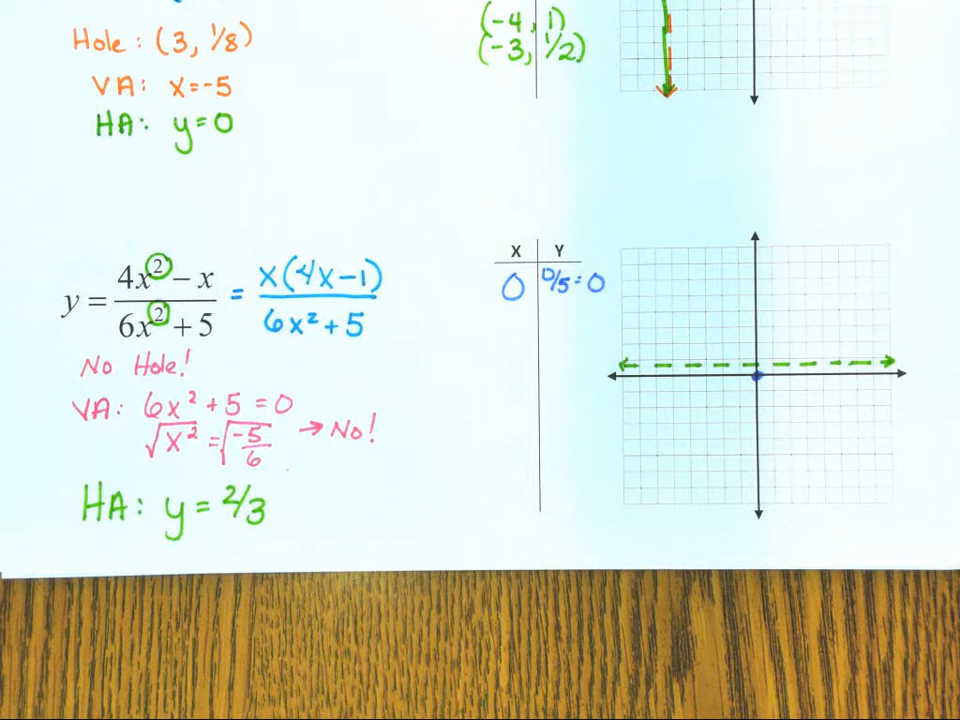 (-4, 1)
Hole: (3, 1/8)
(-3, 1/2)
VA: x=-5
HA: y=0
X Y
y = 4x² - x / 6x² + 5 = x(4x-1) / 6x² + 5
0 0/5=0
No Hole!
VA: 6x² + 5 = 0
√x² = √-5/6 → No!
HA: y = 2/3